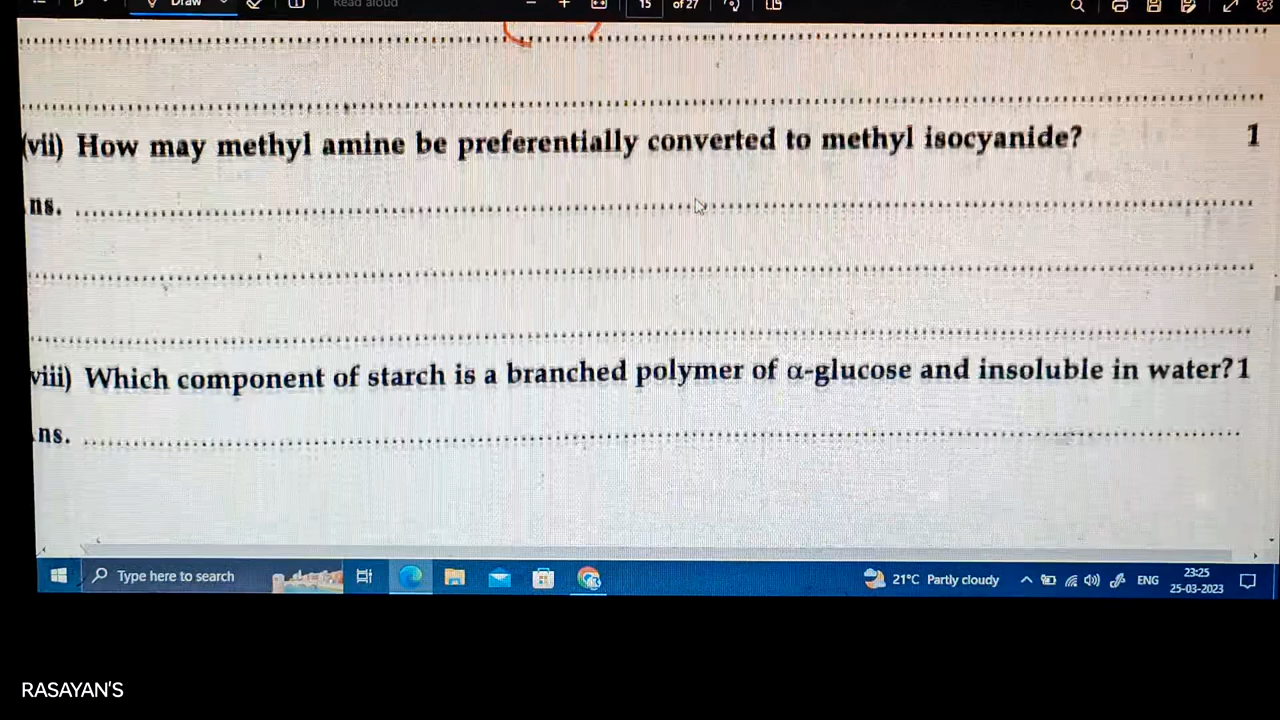 Draw
Read aloud
15
of 27
(vii) How may methyl amine be preferentially converted to methyl isocyanide? 1
ns.
viii) Which component of starch is a branched polymer of α-glucose and insoluble in water? 1
ns.
Type here to search
21°C Partly cloudy
ENG
23:25
25-03-2023
RASAYAN'S